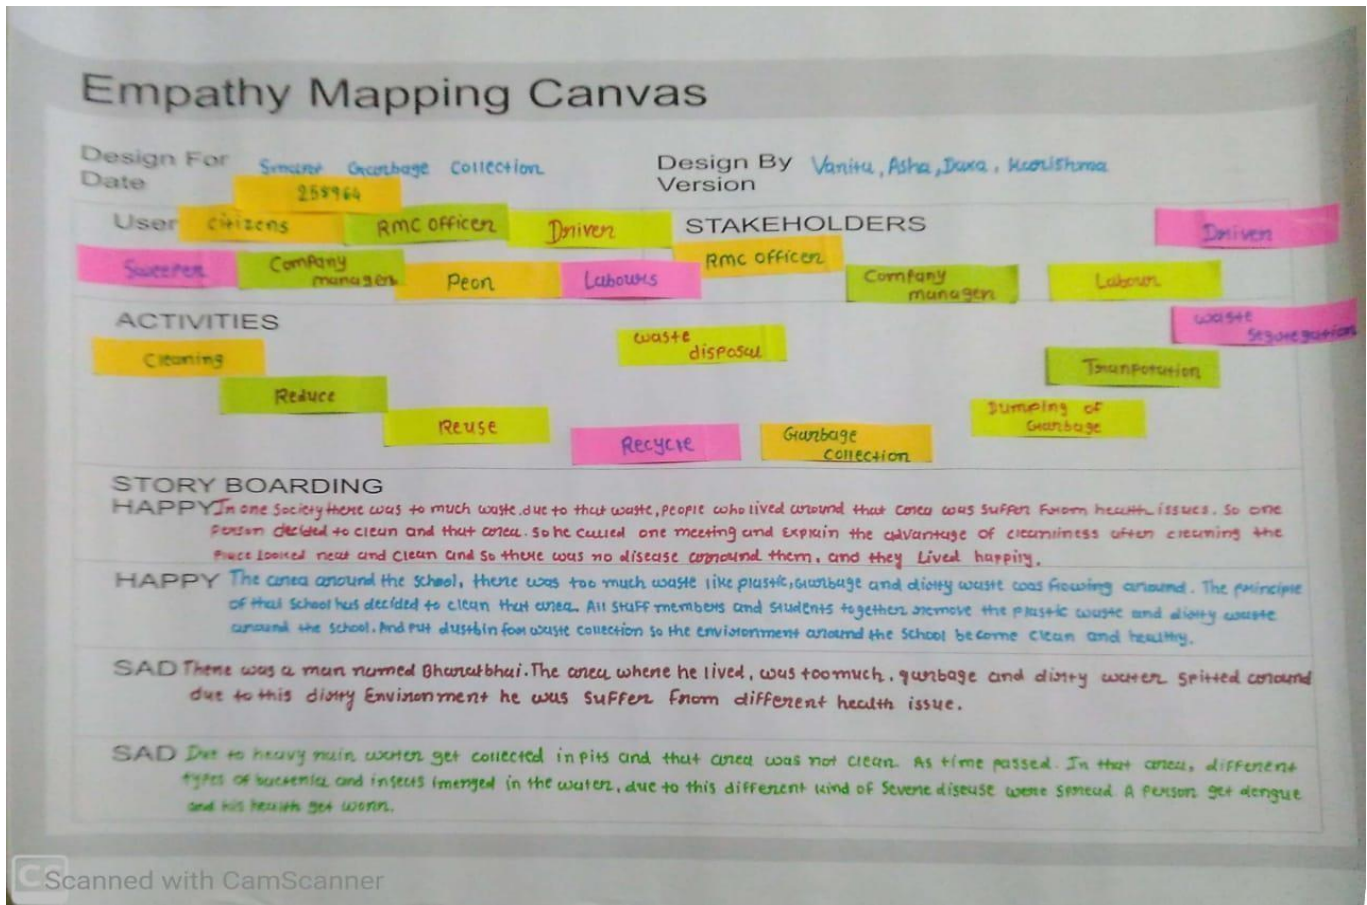 Empathy Mapping Canvas
Design For Smart Garbage Collection
Design By Vanita, Asha, Daxa, Karishma
Date 258964
Version
User citizens RMC officer Driver
STAKEHOLDERS Driver
Sweeper Company manager Peon Labours
RMC officer Company manager Labour
ACTIVITIES
Waste Segregation
Cleaning
waste disposal
Tranpotation
Reduce
Reuse
Dumping of Garbage
Recycle
Garbage collection
STORY BOARDING
HAPPY In one Society there was to much waste.due to that waste, people who lived around that area was suffer from health issues. So one
Person decided to clean and that area. So he called one meeting and Explain the advantage of cleanliness after cleaning the
Place looked neat and clean and so there was no disease arround them, and they Lived happily.
HAPPY The area around the school, there was too much waste like plastic, garbage and dirty waste was flowing around. The principle
of that School has decided to clean that area. All staff members and students together remove the plastic waste and dirty waste
around the school. And put dustbin for waste collection so the environment around the School become clean and healthy.
SAD There was a man named Bharatbhai. The area where he lived, was too much, garbage and dirty water spitted around
due to this dirty Environment he was suffer from different health issue.
SAD Due to heavy rain water get collected in pits and that area was not clean. As time passed. In that area, different
types of bacteria and insects imerged in the water, due to this different kind of Severe disease were spread. A person get dengue
and his health get worn.
CS Scanned with CamScanner